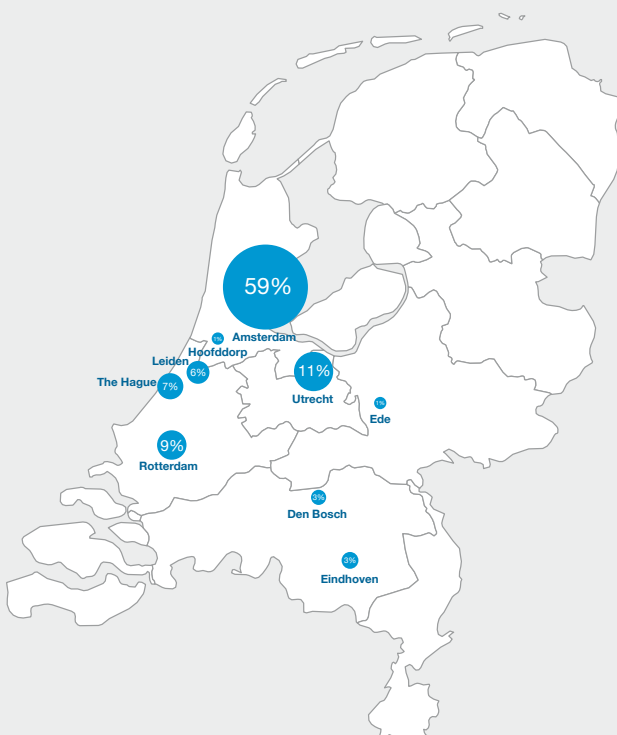 59%
Amsterdam
1%
Hoofddorp
Leiden
6%
The Hague
7%
11%
Utrecht
1%
Ede
9%
Rotterdam
3%
Den Bosch
3%
Eindhoven